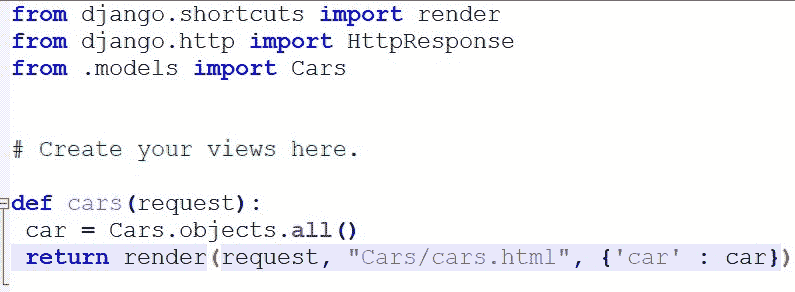 from django.shortcuts import render
from django.http import HttpResponse
from .models import Cars
# Create your views here.
def cars(request):
car = Cars.objects.all()
return render(request, "Cars/cars.html", {'car' : car})